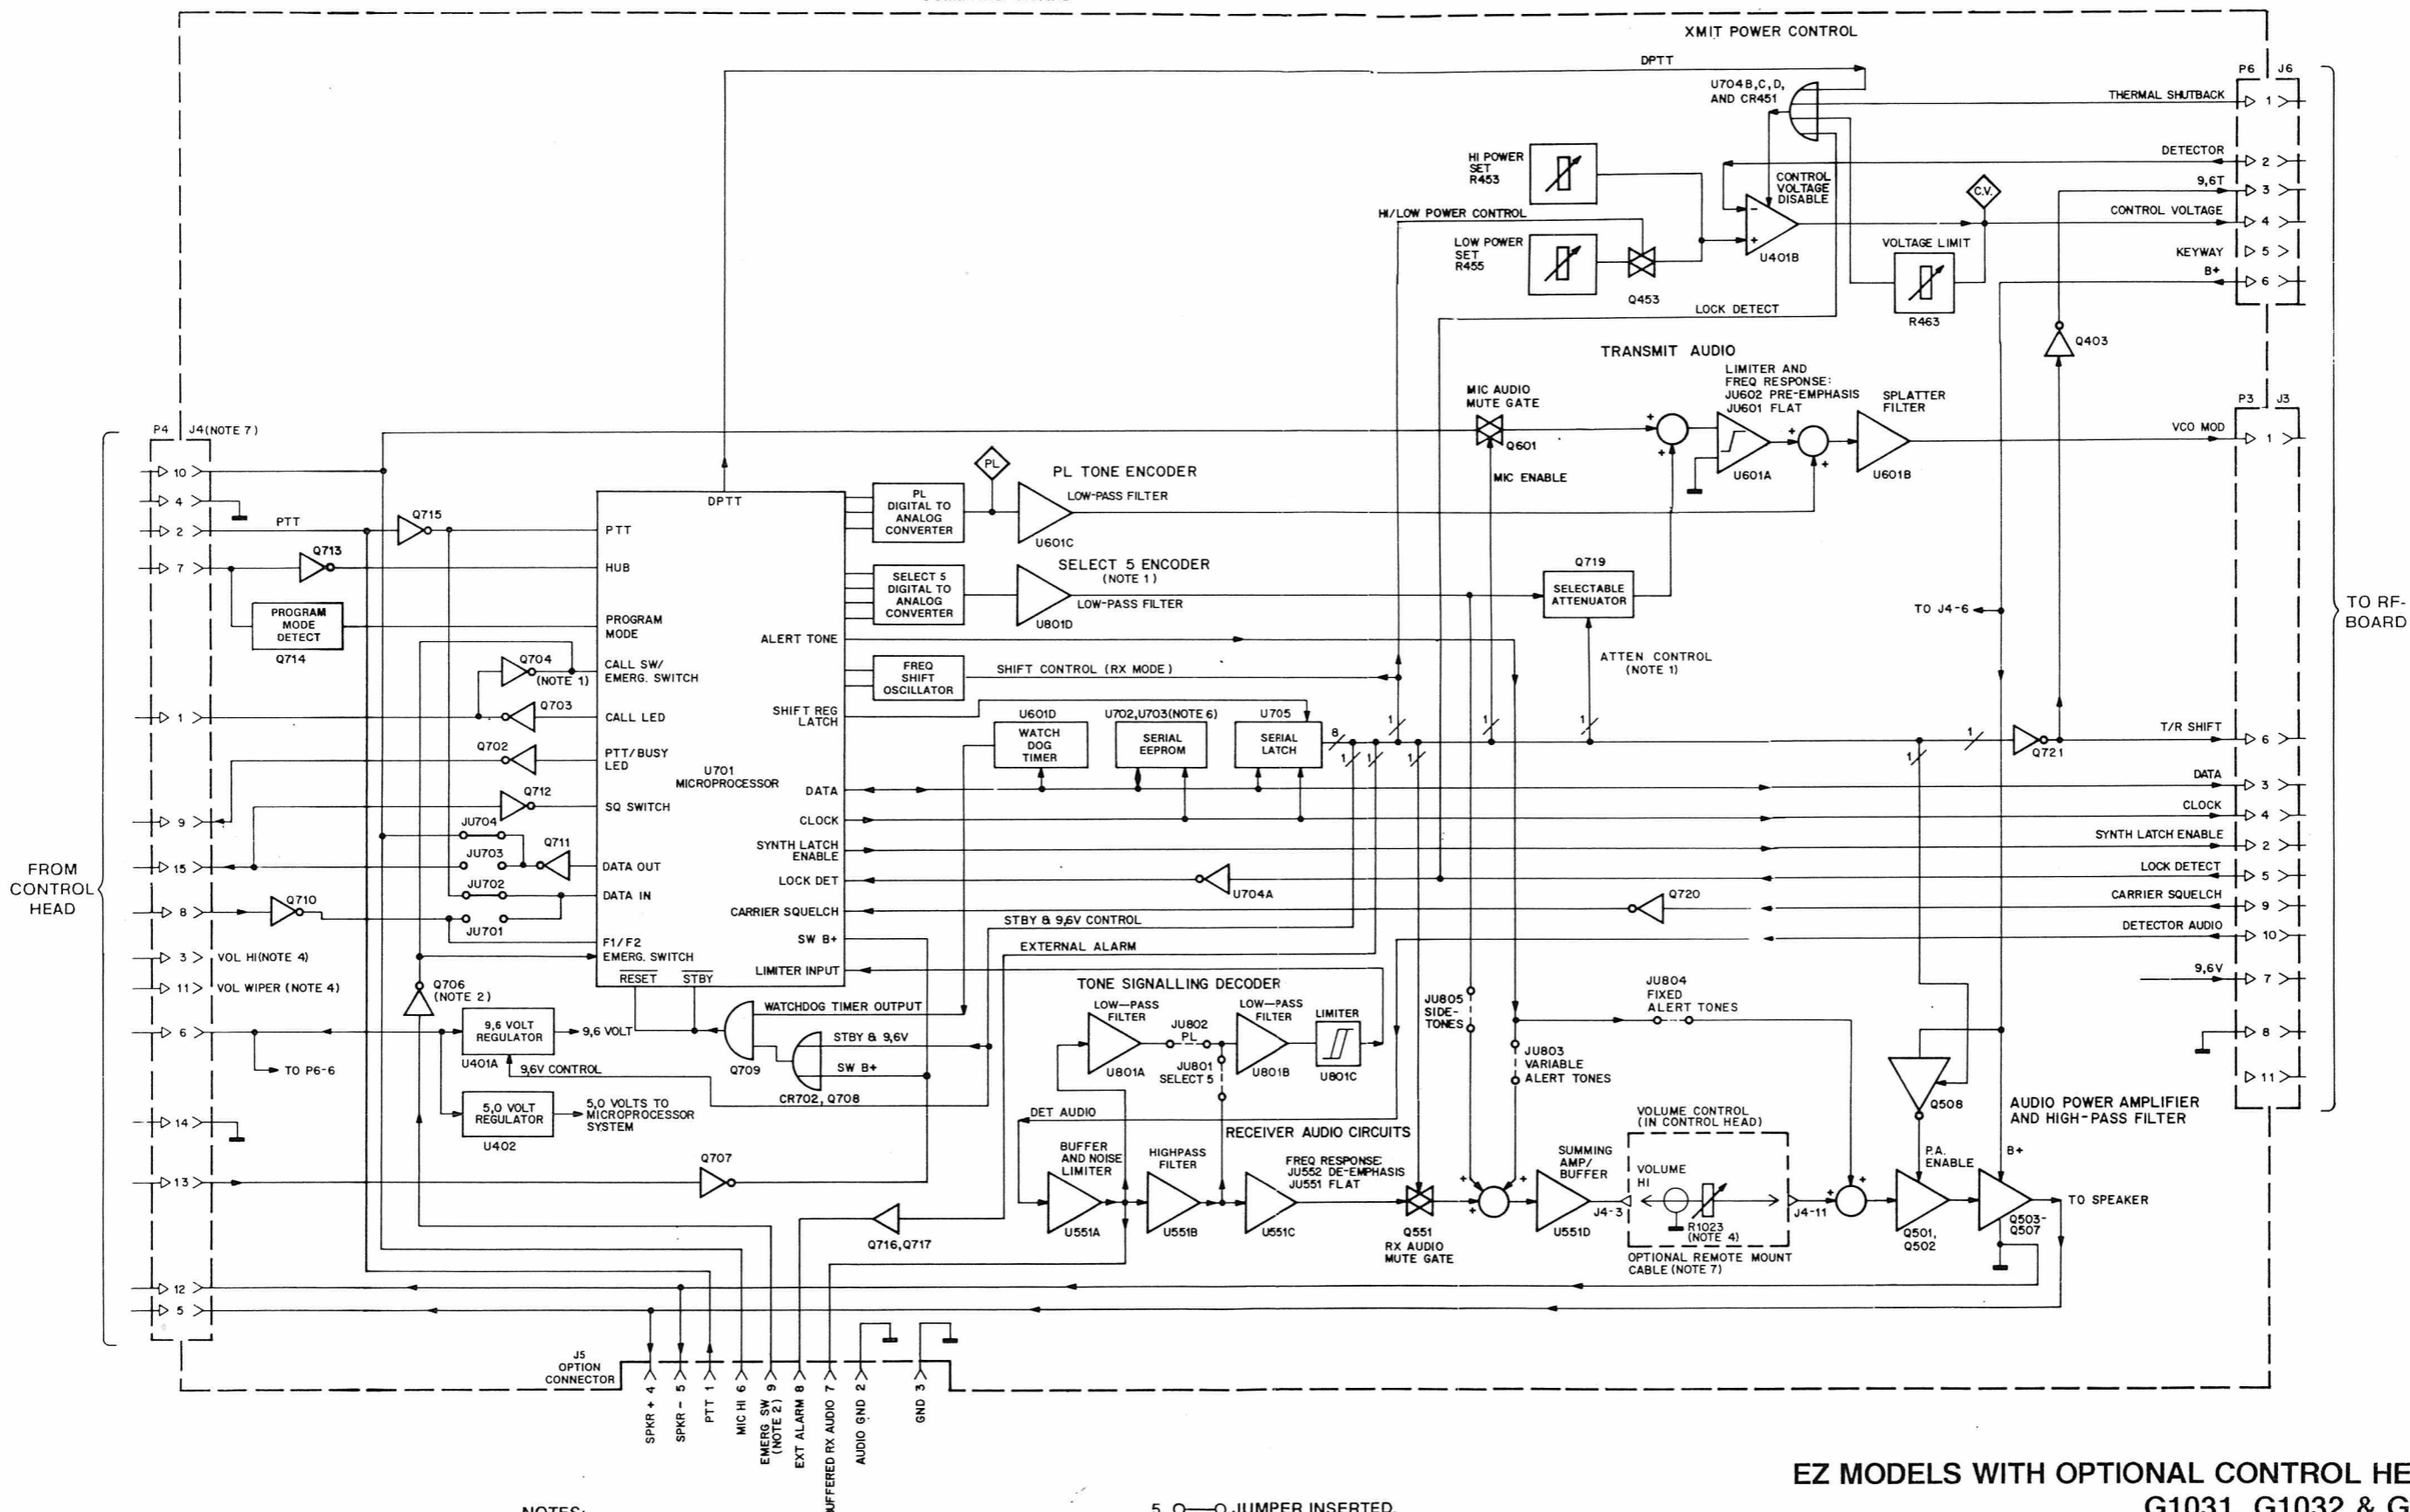 XMIT POWER CONTROL
DPTT
U704B,C,D,
AND CR451
P6 J6
THERMAL SHUTBACK
1
HI POWER
SET
R453
DETECTOR
2
CONTROL
VOLTAGE
DISABLE
C.V.
9,6T
3
HI/LOW POWER CONTROL
CONTROL VOLTAGE
4
LOW POWER
SET
R455
U401B
VOLTAGE LIMIT
KEYWAY
5
B+
6
Q453
LOCK DETECT
R463
Q403
TRANSMIT AUDIO
LIMITER AND
FREQ RESPONSE:
JU602 PRE-EMPHASIS
JU601 FLAT
MIC AUDIO
MUTE GATE
SPLATTER
FILTER
P3 J3
P4 J4(NOTE 7)
+
+
+
+
VCO MOD
1
Q601
U601A
U601B
10
PL
PL TONE ENCODER
MIC ENABLE
4
DPTT
PL
DIGITAL TO
ANALOG
CONVERTER
LOW-PASS FILTER
U601C
2
PTT
Q715
PTT
7
Q713
HUB
SELECT 5
DIGITAL TO
ANALOG
CONVERTER
SELECT 5 ENCODER
(NOTE 1)
LOW-PASS FILTER
U801D
Q719
SELECTABLE
ATTENUATOR
TO J4-6
TO RF-
BOARD
PROGRAM
MODE
DETECT
Q714
PROGRAM
MODE
ALERT TONE
Q704
(NOTE 1)
CALL SW/
EMERG. SWITCH
FREQ
SHIFT
OSCILLATOR
SHIFT CONTROL (RX MODE)
ATTEN CONTROL
(NOTE 1)
1
Q703
CALL LED
SHIFT REG
LATCH
U601D
WATCH
DOG
TIMER
U702,U703(NOTE 6)
SERIAL
EEPROM
U705
SERIAL
LATCH
8
1
1
1
1
1
1
1
1
Q721
T/R SHIFT
6
Q702
PTT/BUSY
LED
U701
MICROPROCESSOR
DATA
DATA
3
Q712
SQ SWITCH
9
CLOCK
CLOCK
4
JU704
Q711
SYNTH LATCH
ENABLE
SYNTH LATCH ENABLE
2
15
JU703
DATA OUT
LOCK DET
U704A
LOCK DETECT
5
FROM
CONTROL
HEAD
JU702
DATA IN
8
Q710
JU701
CARRIER SQUELCH
STBY & 9,6V CONTROL
Q720
CARRIER SQUELCH
9
F1/F2
EMERG. SWITCH
SW B+
EXTERNAL ALARM
DETECTOR AUDIO
10
3 VOL HI(NOTE 4)
RESET STBY
LIMITER INPUT
11 VOL WIPER (NOTE 4)
Q706
(NOTE 2)
TONE SIGNALLING DECODER
9,6V
7
WATCHDOG TIMER OUTPUT
LOW-PASS
FILTER
JU802
PL
LOW-PASS
FILTER
LIMITER
JU805
SIDE-
TONES
JU804
FIXED
ALERT TONES
6
9,6 VOLT
REGULATOR
U401A
9,6 VOLT
STBY & 9,6V
8
TO P6-6
9,6V CONTROL
Q709
SW B+
CR702, Q708
U801A
JU801
SELECT 5
U801B
U801C
JU803
VARIABLE
ALERT TONES
11
5,0 VOLT
REGULATOR
U402
5,0 VOLTS TO
MICROPROCESSOR
SYSTEM
Q508
AUDIO POWER AMPLIFIER
AND HIGH-PASS FILTER
14
DET AUDIO
RECEIVER AUDIO CIRCUITS
VOLUME CONTROL
(IN CONTROL HEAD)
13
Q707
BUFFER
AND NOISE
LIMITER
HIGHPASS
FILTER
FREQ RESPONSE:
JU552 DE-EMPHASIS
JU551 FLAT
SUMMING
AMP/
BUFFER
VOLUME
HI
P.A.
ENABLE
B+
+
+
+
+
+
TO SPEAKER
Q716,Q717
U551A
U551B
U551C
Q551
RX AUDIO
MUTE GATE
U551D
J4-3
R1023
(NOTE 4)
J4-11
Q501,
Q502
Q503-
Q507
OPTIONAL REMOTE MOUNT
CABLE (NOTE 7)
12
5
J5
OPTION
CONNECTOR
SPKR + 4
SPKR - 5
PTT 1
MIC HI 6
EMERG SW 9
(NOTE 2)
EXT ALARM 8
BUFFERED RX AUDIO 7
AUDIO GND 2
GND 3
EZ MODELS WITH OPTIONAL CONTROL HE
G1031, G1032 & G
NOTES:
5. JUMPER INSERTED.